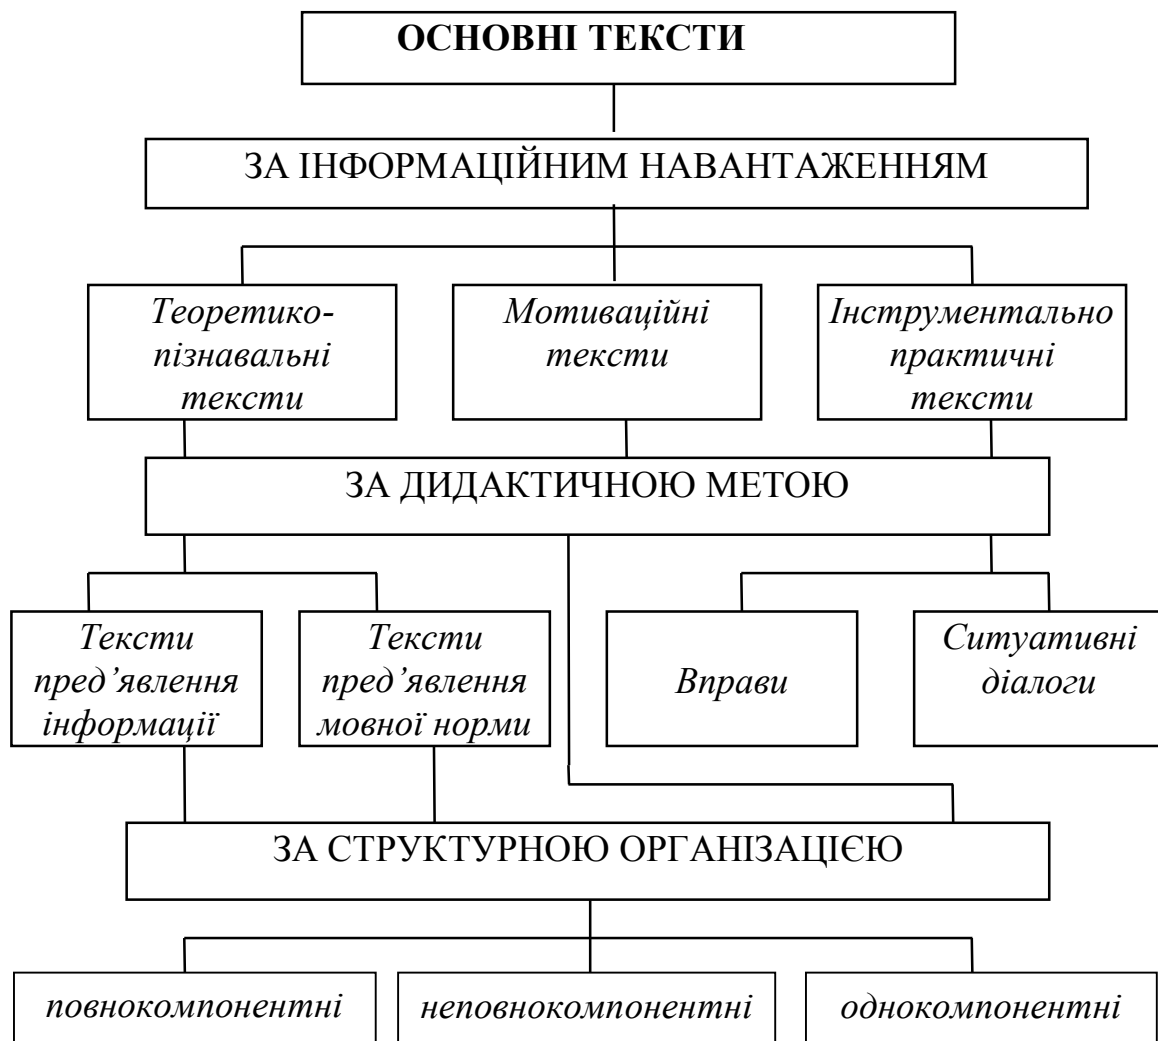 ОСНОВНІ ТЕКСТИ
ЗА ІНФОРМАЦІЙНИМ НАВАНТАЖЕННЯМ
Теоретико-
пізнавальні
тексти
Мотиваційні
тексти
Інструментально
практичні
тексти
ЗА ДИДАКТИЧНОЮ МЕТОЮ
Тексти
пред’явлення
інформації
Тексти
пред’явлення
мовної норми
Вправи
Ситуативні
діалоги
ЗА СТРУКТУРНОЮ ОРГАНІЗАЦІЄЮ
повнокомпонентні
неповнокомпонентні
однокомпонентні